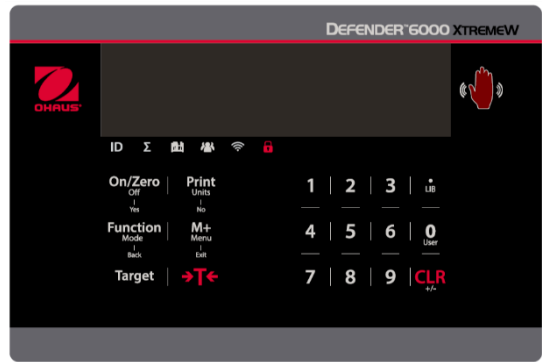 DEFENDER™6000 XTREMEW
OHAUS®
ID Σ
On/Zero Print 1 2 3 .
Off Units LIB
Yes No
Function M+ 4 5 6 0
Mode Menu User
Back Exit
Target →T← 7 8 9 CLR
+/-